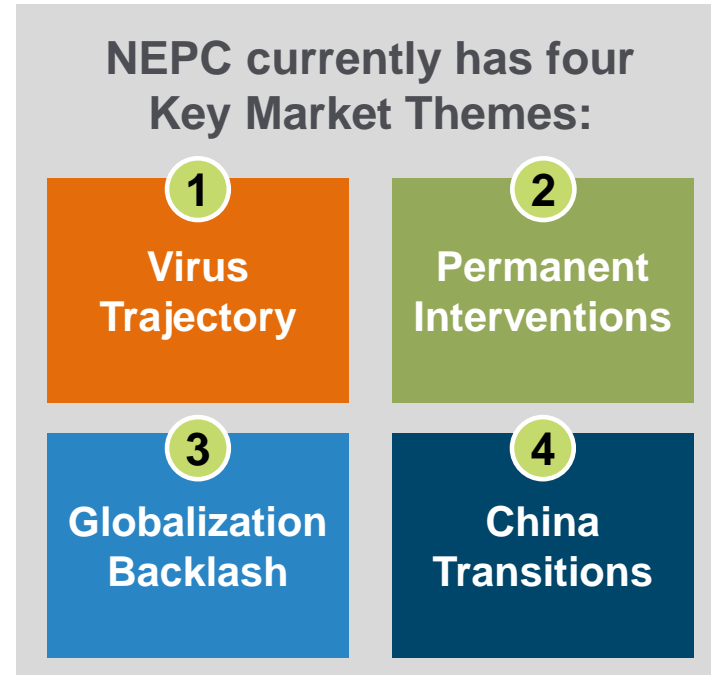 NEPC currently has four
Key Market Themes:
1
Virus
Trajectory
2
Permanent
Interventions
3
Globalization
Backlash
4
China
Transitions